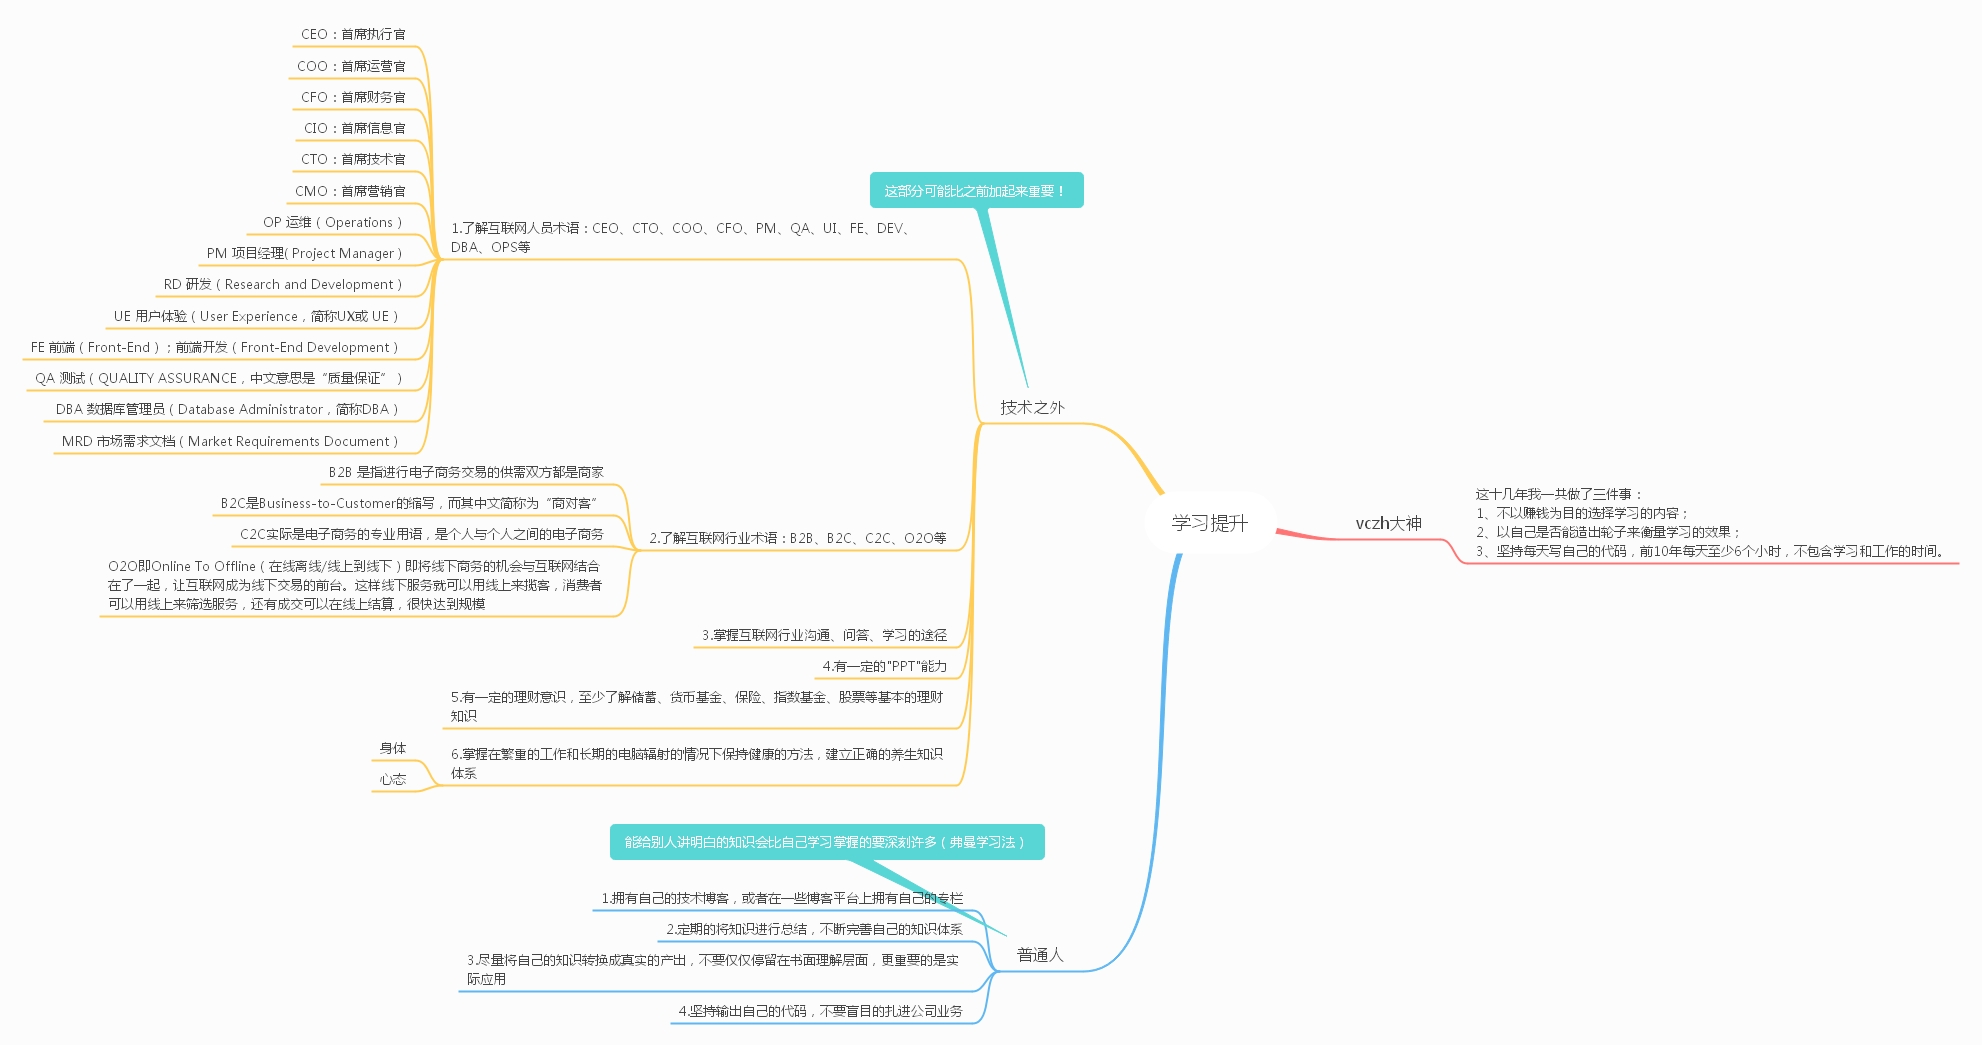 学习提升
vczh大神
这十几年我一共做了三件事：
1、不以赚钱为目的选择学习的内容；
2、以自己是否能造出轮子来衡量学习的效果；
3、坚持每天写自己的代码，前10年每天至少6个小时，不包含学习和工作的时间。
这部分可能比之前加起来重要！
技术之外
1.了解互联网人员术语：CEO、CTO、COO、CFO、PM、QA、UI、FE、DEV、
DBA、OPS等
CEO：首席执行官
COO：首席运营官
CFO：首席财务官
CIO：首席信息官
CTO：首席技术官
CMO：首席营销官
OP 运维（Operations）
PM 项目经理( Project Manager）
RD 研发（Research and Development）
UE 用户体验（User Experience，简称UX或 UE）
FE 前端（Front-End）；前端开发（Front-End Development）
QA 测试（QUALITY ASSURANCE，中文意思是“质量保证”）
DBA 数据库管理员（Database Administrator，简称DBA）
MRD 市场需求文档（Market Requirements Document）
2.了解互联网行业术语：B2B、B2C、C2C、O2O等
B2B 是指进行电子商务交易的供需双方都是商家
B2C是Business-to-Customer的缩写，而其中文简称为“商对客”
C2C实际是电子商务的专业用语，是个人与个人之间的电子商务
O2O即Online To Offline（在线离线/线上到线下）即将线下商务的机会与互联网结合
在了一起，让互联网成为线下交易的前台。这样线下服务就可以用线上来揽客，消费者
可以用线上来筛选服务，还有成交可以在线上结算，很快达到规模
3.掌握互联网行业沟通、问答、学习的途径
4.有一定的"PPT"能力
5.有一定的理财意识，至少了解储蓄、货币基金、保险、指数基金、股票等基本的理财
知识
6.掌握在繁重的工作和长期的电脑辐射的情况下保持健康的方法，建立正确的养生知识
体系
身体
心态
能给别人讲明白的知识会比自己学习掌握的要深刻许多（弗曼学习法）
普通人
1.拥有自己的技术博客，或者在一些博客平台上拥有自己的专栏
2.定期的将知识进行总结，不断完善自己的知识体系
3.尽量将自己的知识转换成真实的产出，不要仅仅停留在书面理解层面，更重要的是实
际应用
4.坚持输出自己的代码，不要盲目的扎进公司业务